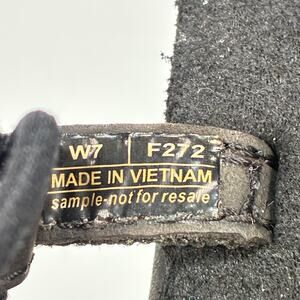 W7 F272
MADE IN VIETNAM
sample-not for resale